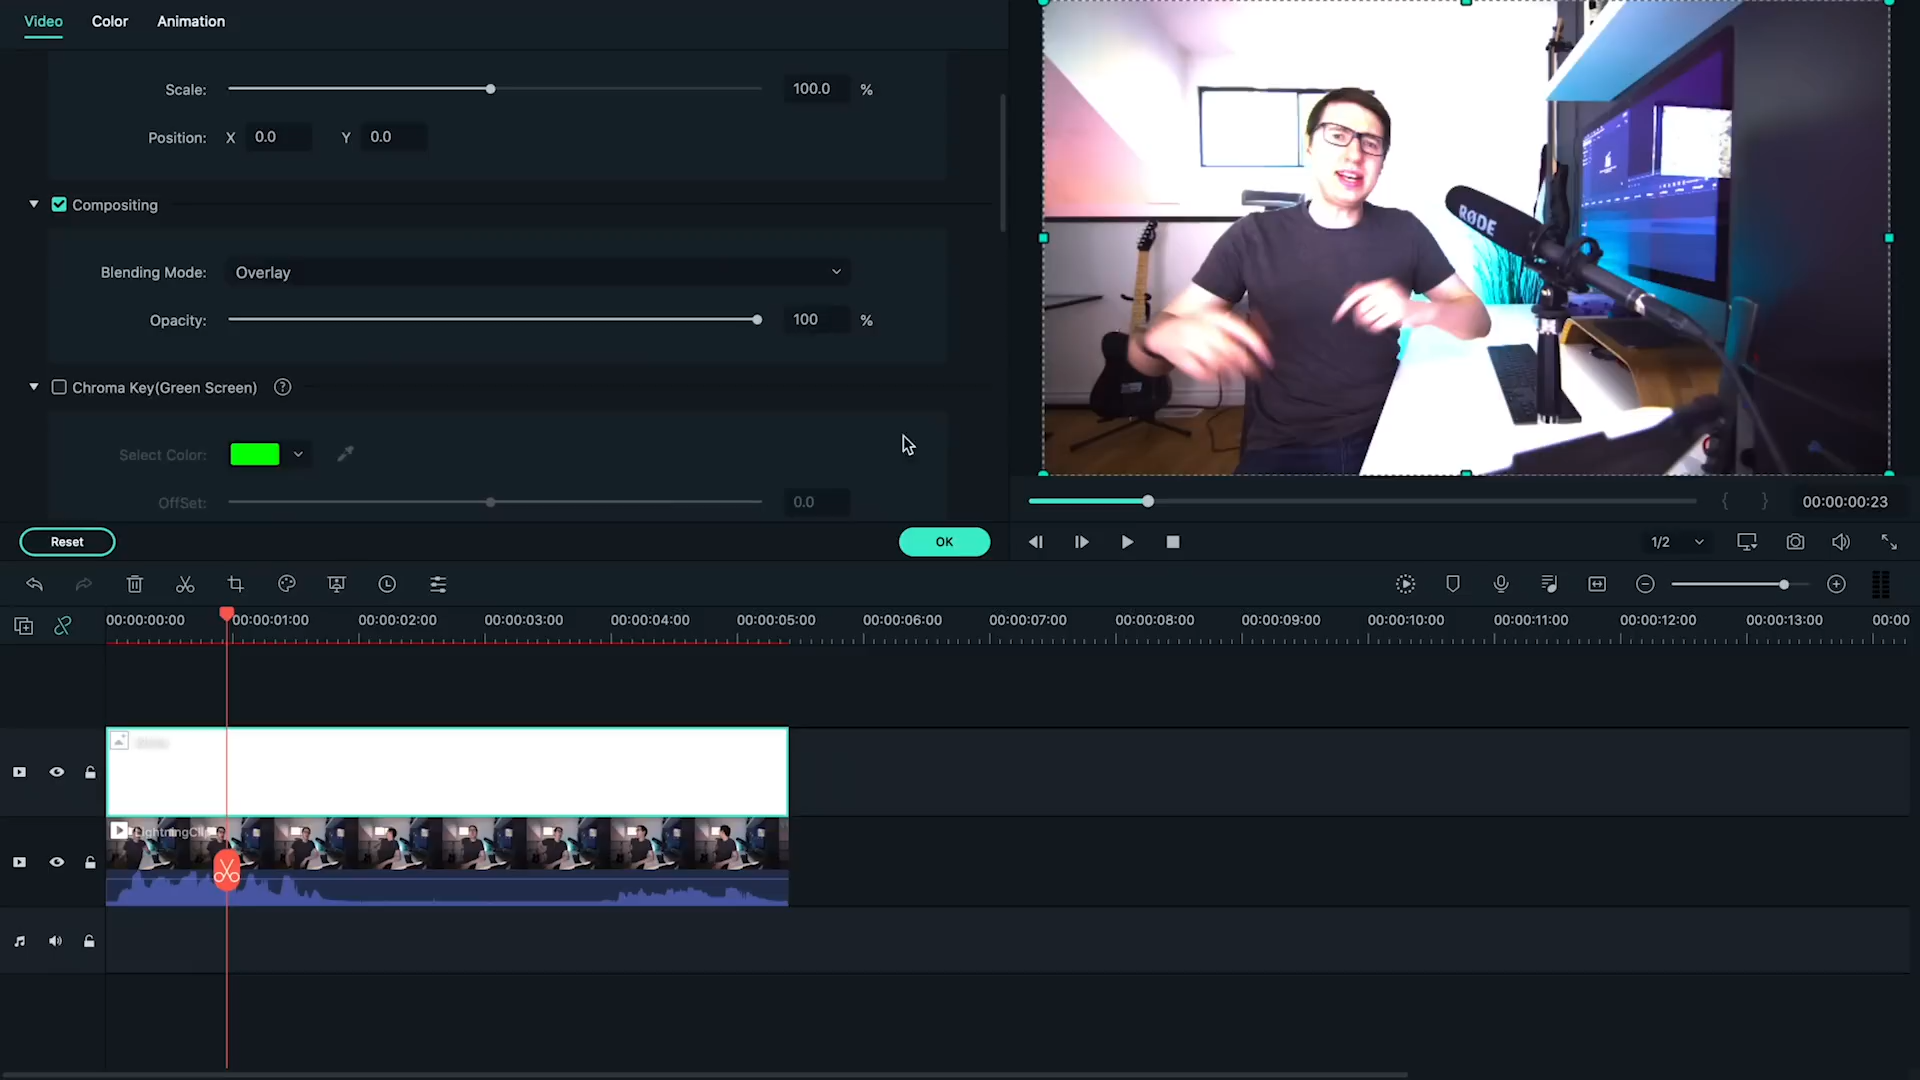 Video Color Animation
Scale: 100.0 %
Position: X 0.0 Y 0.0
Compositing
Blending Mode: Overlay
Opacity: 100 %
Chroma Key(Green Screen) ?
Select Color:
OffSet: 0.0
Reset OK
RØDE
{ } 00:00:00:23
1/2
00:00:00:00 00:00:01:00 00:00:02:00 00:00:03:00 00:00:04:00 00:00:05:00 00:00:06:00 00:00:07:00 00:00:08:00 00:00:09:00 00:00:10:00 00:00:11:00 00:00:12:00 00:00:13:00 00:00
LightningClip